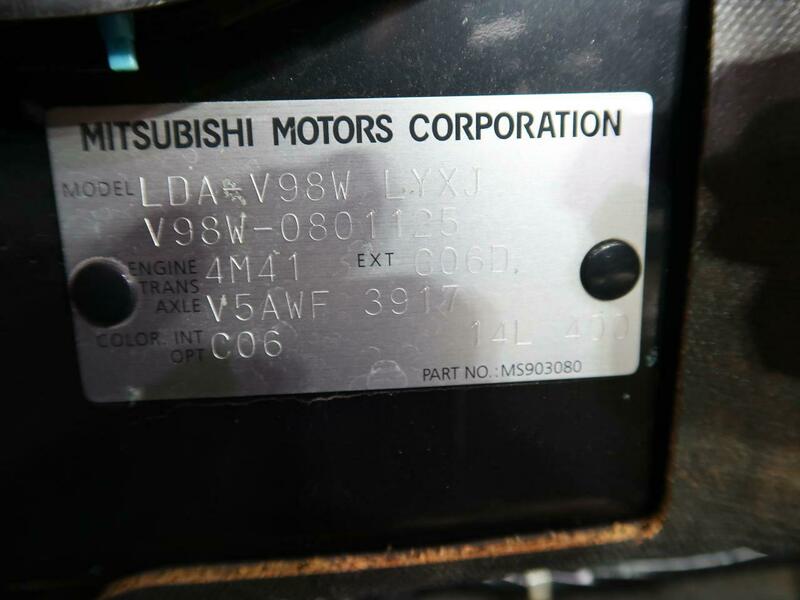 MITSUBISHI MOTORS CORPORATION
MODEL LDA-V98W LYXJ
V98W-0801125
ENGINE 4M41 EXT C06D
TRANS
AXLE V5AWF 3917
COLOR. INT
OPT C06 14L 400
PART NO.: MS903080